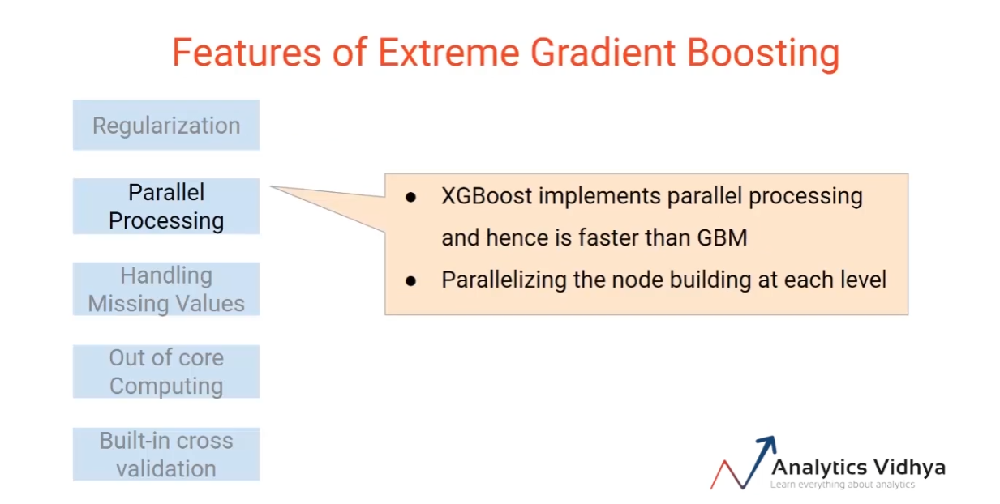 Features of Extreme Gradient Boosting
Regularization
Parallel
Processing
● XGBoost implements parallel processing
and hence is faster than GBM
● Parallelizing the node building at each level
Handling
Missing Values
Out of core
Computing
Built-in cross
validation
Analytics Vidhya
Learn everything about analytics